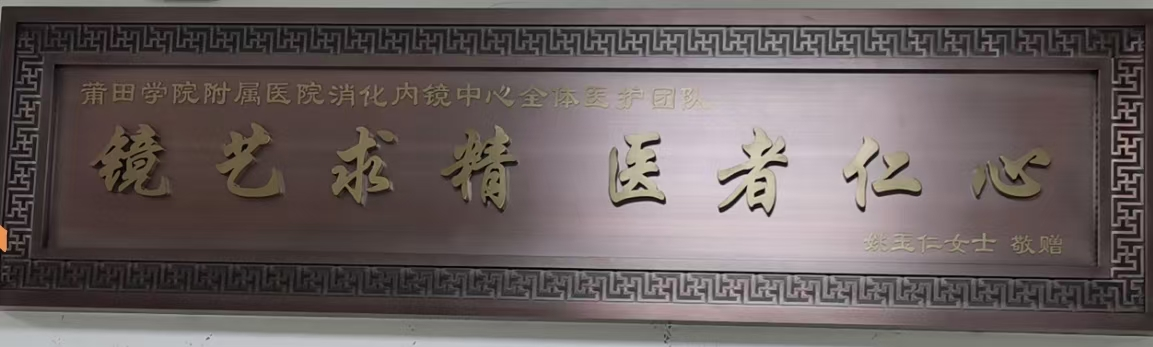 莆田学院附属医院消化内镜中心全体医护团队
镜艺求精 医者仁心
姚玉仁女士 敬赠